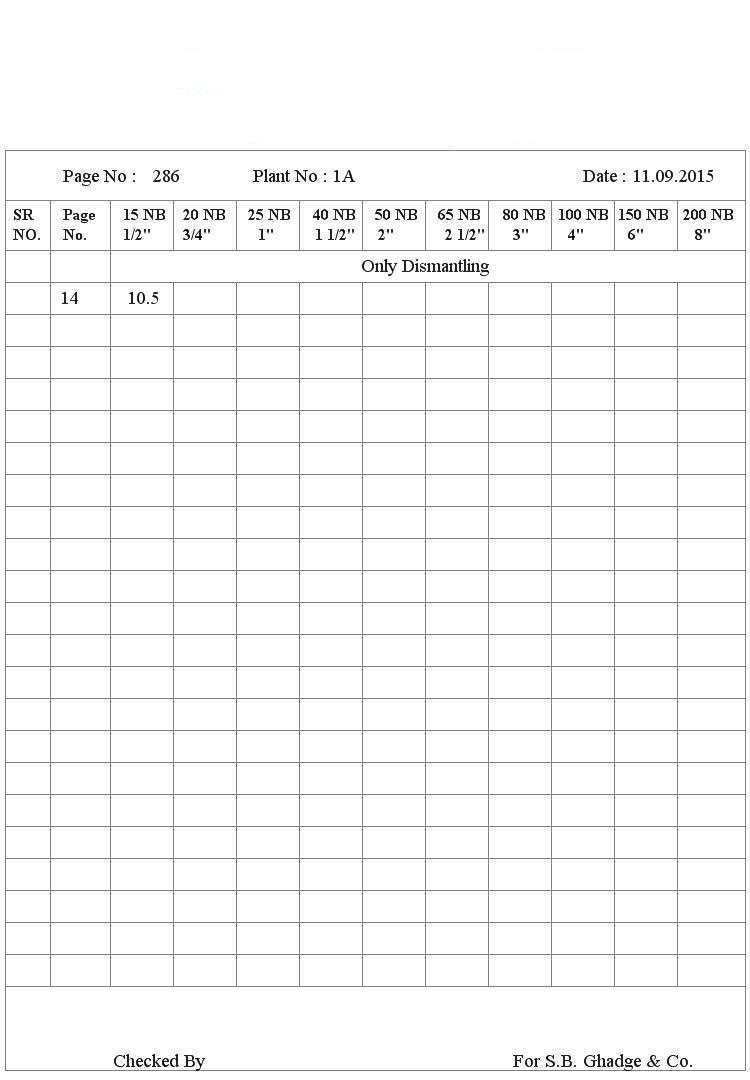 Page No : 286 Plant No : 1A Date : 11.09.2015
SR Page 15 NB 20 NB 25 NB 40 NB 50 NB 65 NB 80 NB 100 NB 150 NB 200 NB
NO. No. 1/2" 3/4" 1" 1 1/2" 2" 2 1/2" 3" 4" 6" 8"
Only Dismantling
14 10.5
Checked By For S.B. Ghadge & Co.